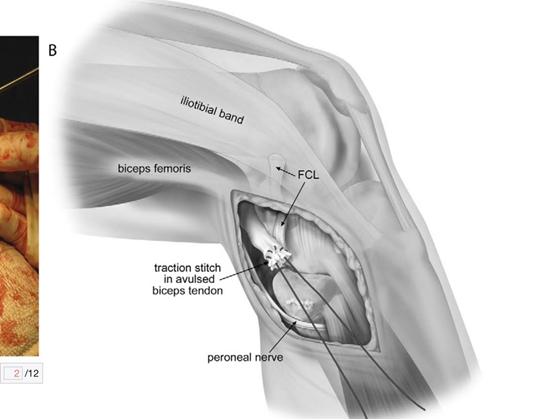 B
iliotibial band
biceps femoris
FCL
traction stitch
in avulsed
biceps tendon
peroneal nerve
2 /12